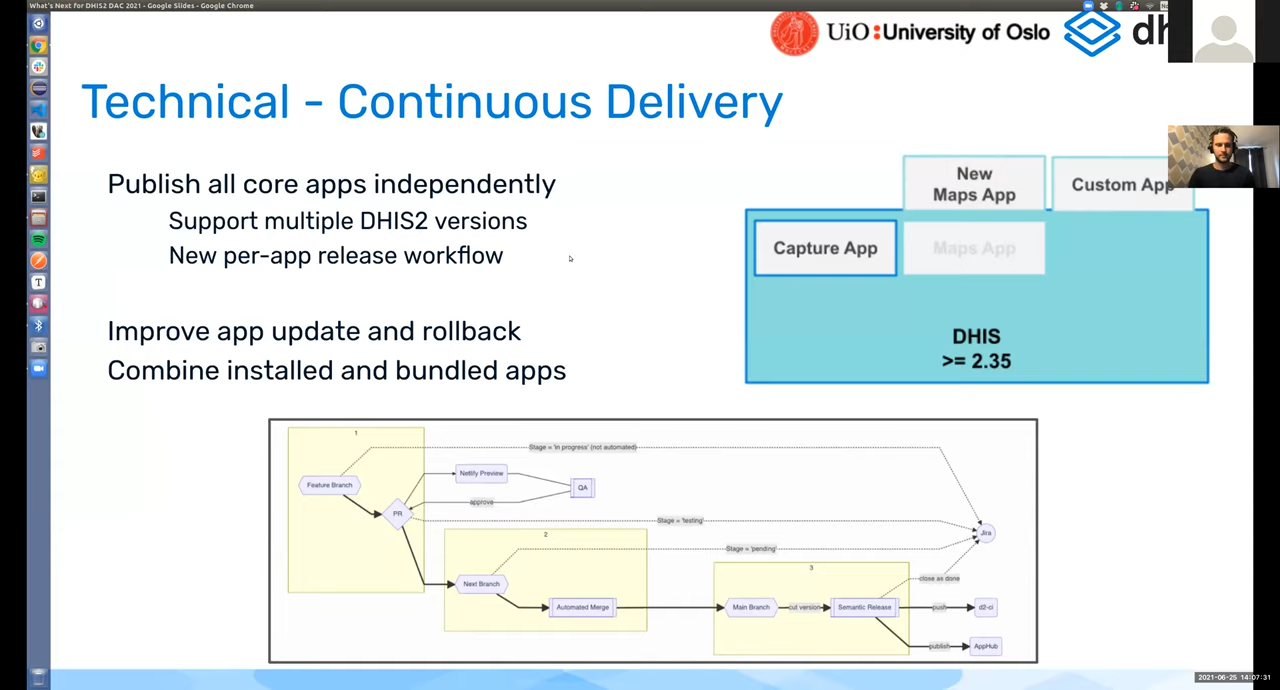 What's Next for DHIS2 DAC 2021 - Google Slides - Google Chrome
UiO:University of Oslo
Technical - Continuous Delivery
Publish all core apps independently
Support multiple DHIS2 versions
New per-app release workflow
Improve app update and rollback
Combine installed and bundled apps
New
Maps App
Custom App
Capture App
Maps App
DHIS
>= 2.35
1
Stage = 'in progress' (not automated)
Feature Branch
Netlify Preview
QA
approve
PR
Stage = 'testing'
Jira
2
Stage = 'pending'
Next Branch
Automated Merge
3
close as done
Main Branch
cut version
Semantic Release
push
d2-ci
publish
AppHub
2021-06-25 14:07:31